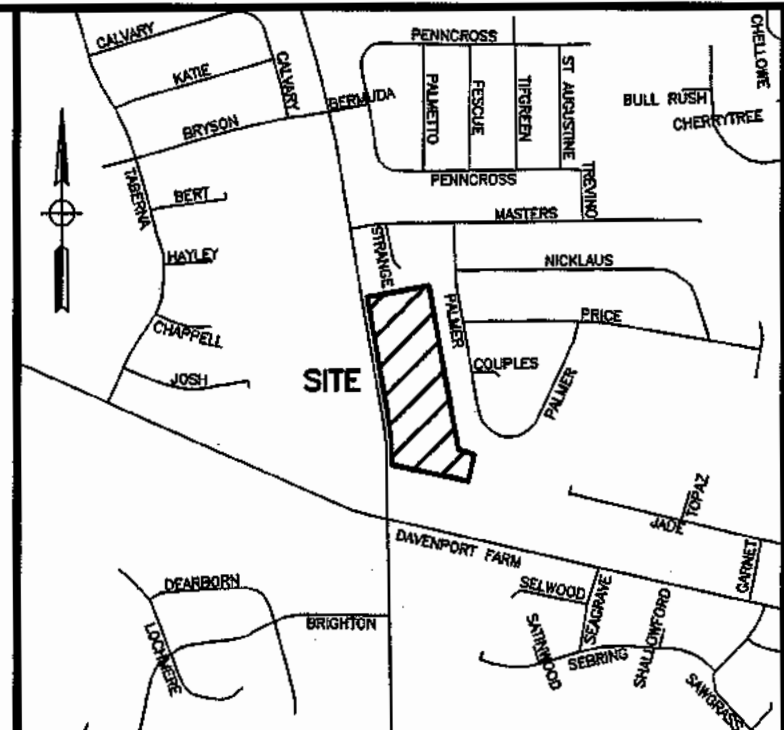 CALVARY
KATIE
CALVARY
BRYSON
BERMUDA
TABERNA
BERT
HAYLEY
CHAPPELL
JOSH
PENNCROSS
PALMETTO
FESCUE
TIFGREEN
ST AUGUSTINE
PENNCROSS
TREVINO
MASTERS
STRANGE
NICKLAUS
PALMER
PRICE
COUPLES
PALMER
BULL RUSH
CHERRYTREE
CHELLOWE
SITE
TOPAZ
JADE
GARNET
DAVENPORT FARM
SELWOOD
SEAGRAVE
SATINWOOD
SEBRING
SHALLOWFORD
SAWGRASS
DEARBORN
BRIGHTON
LOCHMERE